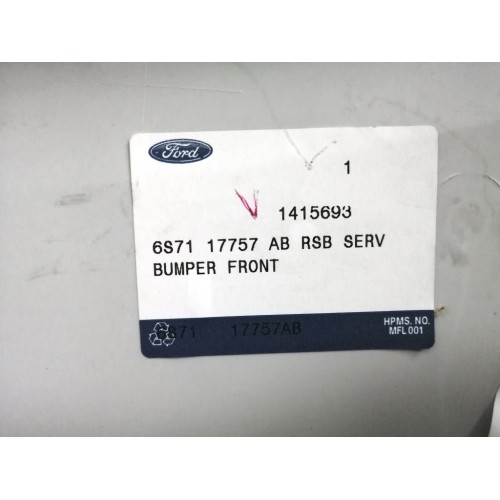 Ford
1
1415693
6S71 17757 AB RSB SERV
BUMPER FRONT
6S71 17757AB
HPMS. NO.
MFL001